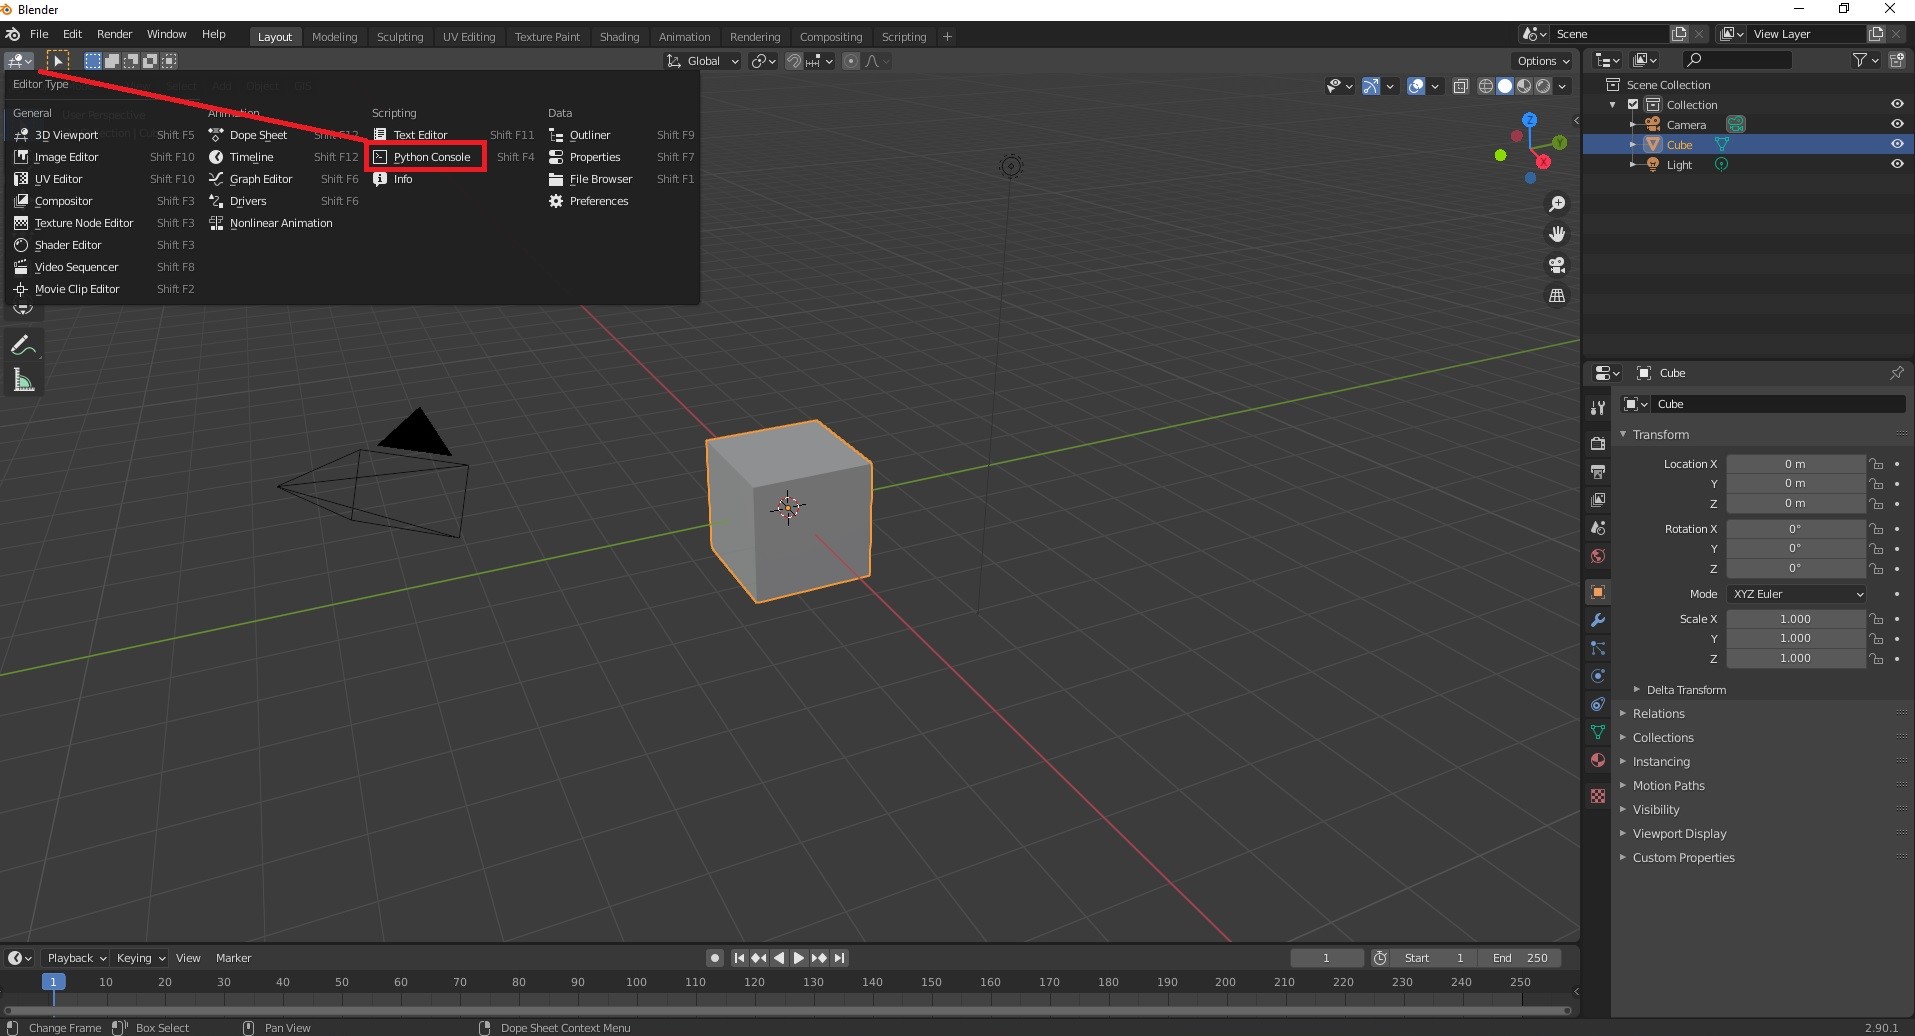 Blender
File Edit Render Window Help Layout Modeling Sculpting UV Editing Texture Paint Shading Animation Rendering Compositing Scripting + Scene View Layer
Global Options
Editor Type
General Scripting Data
3D Viewport Shift F5 Dope Sheet Shift F12 Text Editor Shift F11 Outliner Shift F9
Image Editor Shift F10 Timeline Shift F12 Python Console Shift F4 Properties Shift F7
UV Editor Shift F10 Graph Editor Shift F6 Info File Browser Shift F1
Compositor Shift F3 Drivers Shift F6 Preferences
Texture Node Editor Shift F3 Nonlinear Animation
Shader Editor Shift F3
Video Sequencer Shift F8
Movie Clip Editor Shift F2
Z
Y
X
Scene Collection
Collection
Camera
Cube
Light
Cube
Cube
Transform
Location X 0 m
Y 0 m
Z 0 m
Rotation X 0°
Y 0°
Z 0°
Mode XYZ Euler
Scale X 1.000
Y 1.000
Z 1.000
Delta Transform
Relations
Collections
Instancing
Motion Paths
Visibility
Viewport Display
Custom Properties
Playback Keying View Marker 1 Start 1 End 250
1 10 20 30 40 50 60 70 80 90 100 110 120 130 140 150 160 170 180 190 200 210 220 230 240 250
Change Frame Box Select Pan View Dope Sheet Context Menu 2.90.1